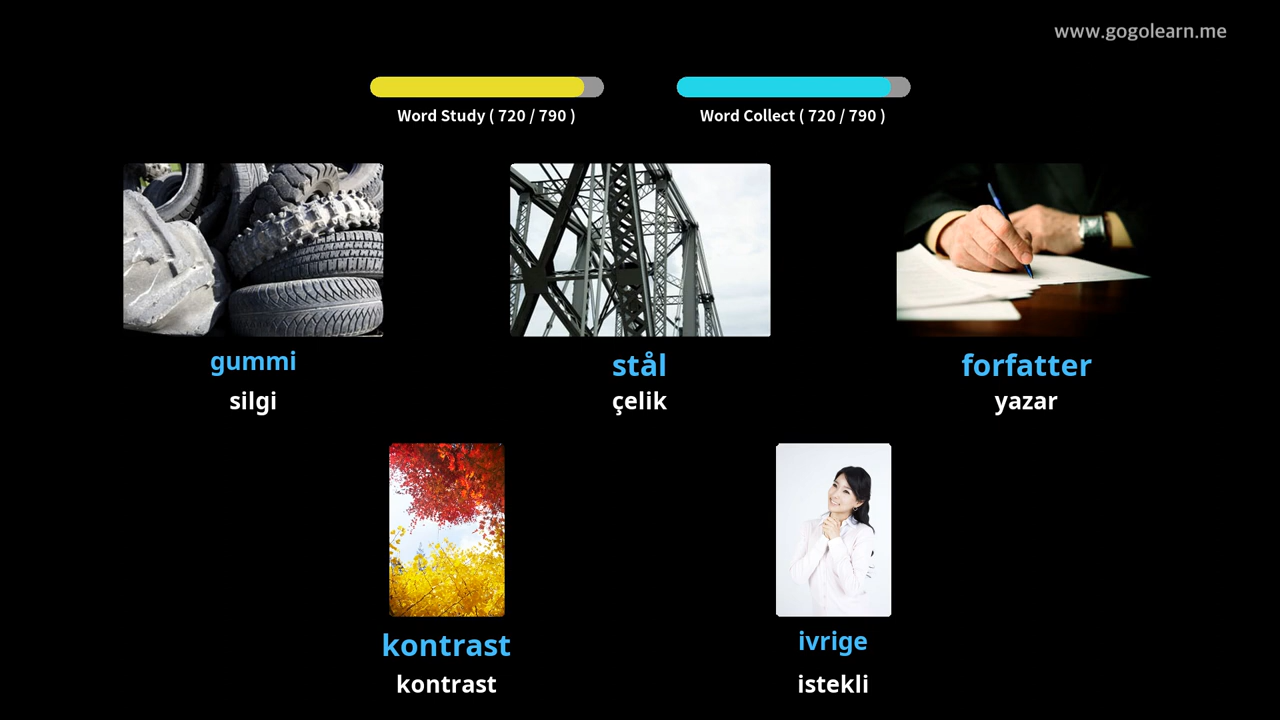 www.gogolearn.me
Word Study ( 720 / 790 )
Word Collect ( 720 / 790 )
gummi
silgi
stål
çelik
forfatter
yazar
kontrast
kontrast
ivrige
istekli